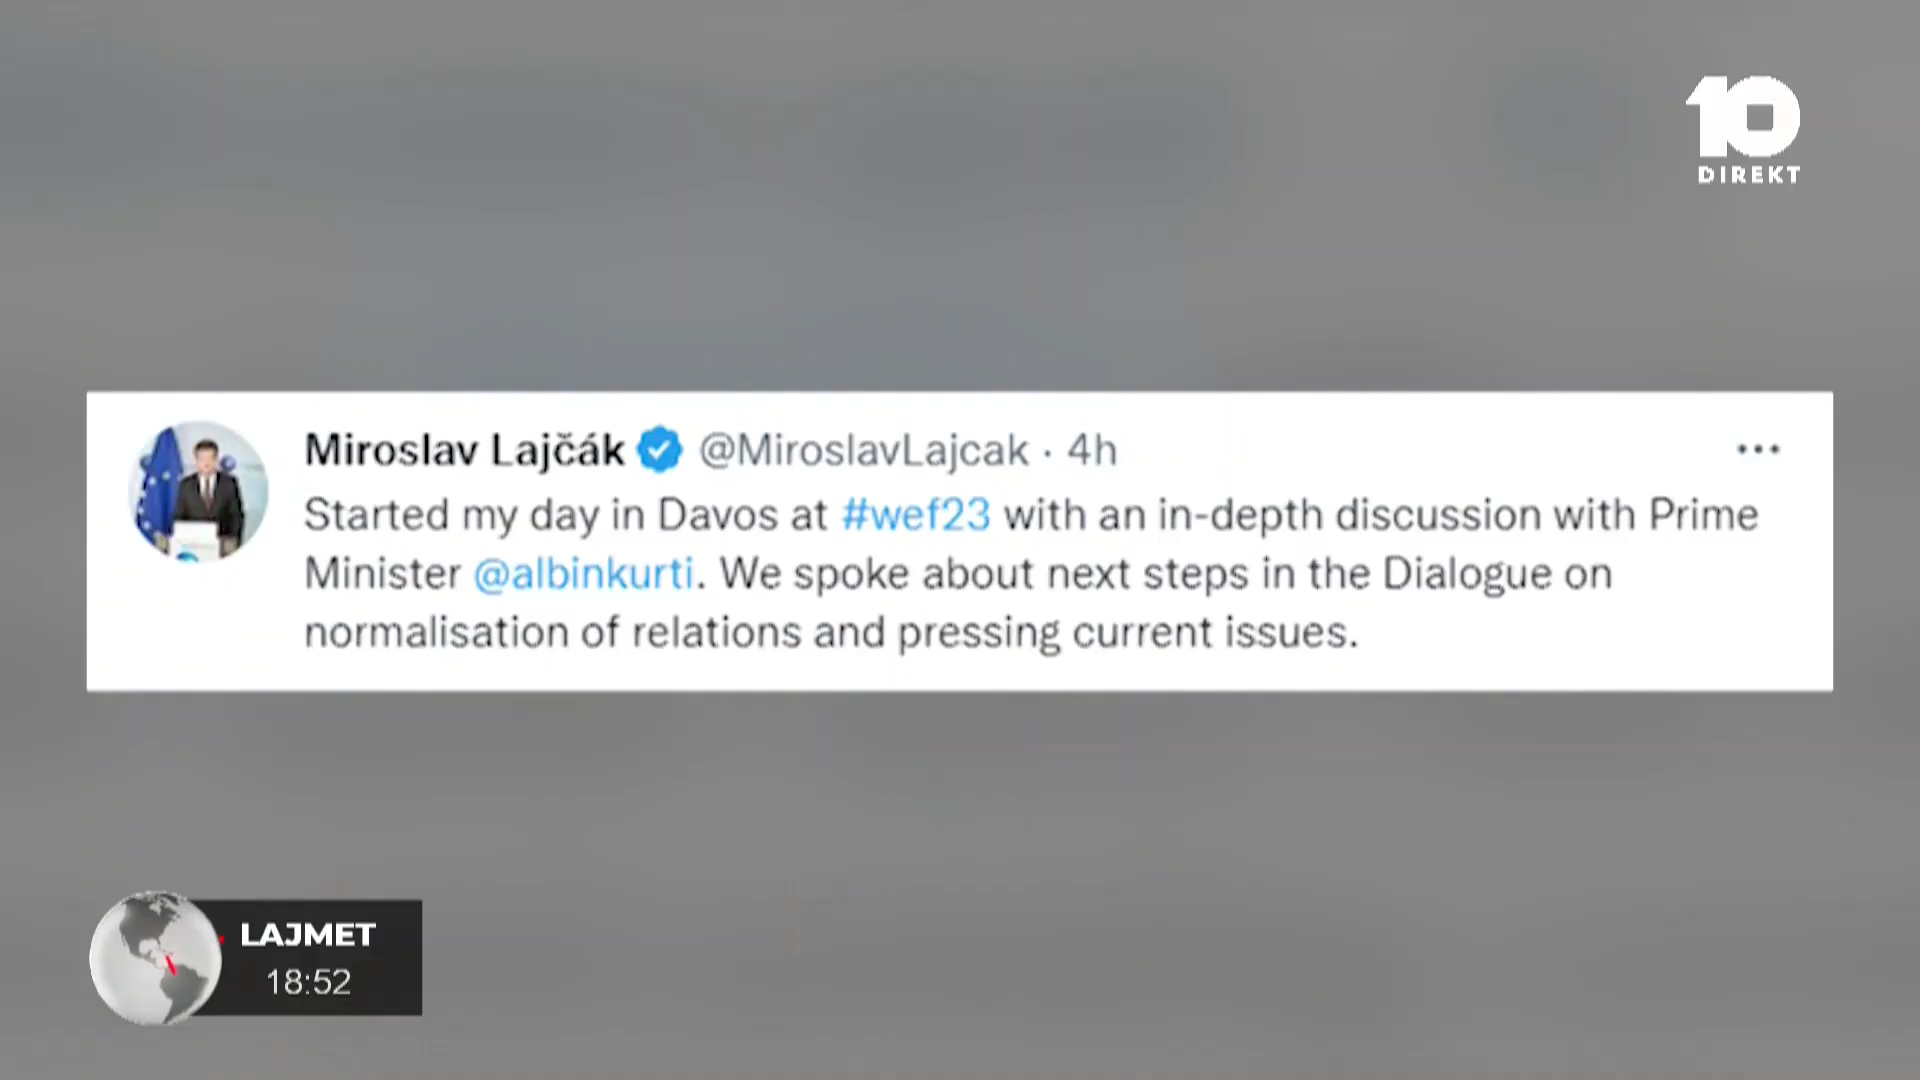 10
DIREKT
Miroslav Lajčák @MiroslavLajcak · 4h
Started my day in Davos at #wef23 with an in-depth discussion with Prime
Minister @albinkurti. We spoke about next steps in the Dialogue on
normalisation of relations and pressing current issues.
LAJMET
18:52